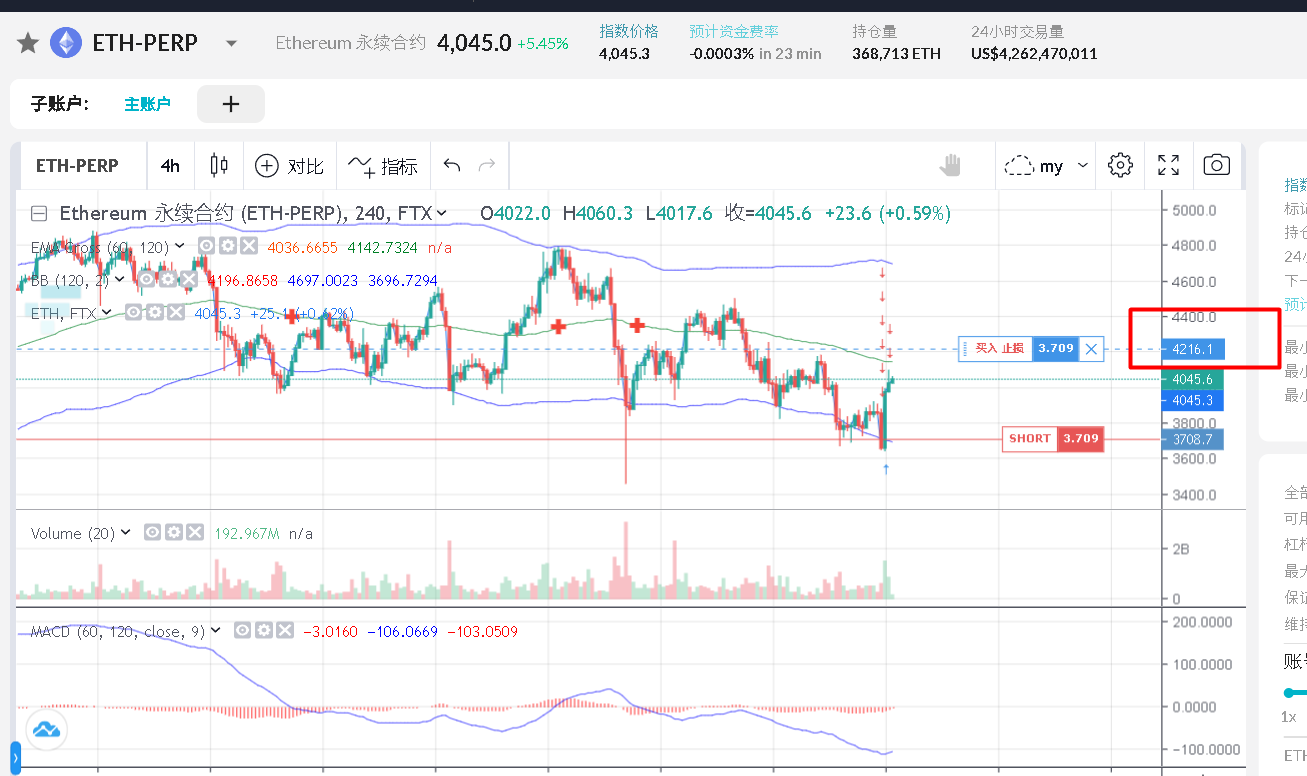 ETH-PERP Ethereum 永续合约 4,045.0 +5.45%
指数价格 预计资金费率 持仓量 24小时交易量
4,045.3 -0.0003% in 23 min 368,713 ETH US$4,262,470,011
子账户: 主账户 +
ETH-PERP 4h 对比 指标 my
Ethereum 永续合约 (ETH-PERP), 240, FTX O4022.0 H4060.3 L4017.6 收=4045.6 +23.6 (+0.59%)
EMA Cross (60, 120) 4036.6655 4142.7324 n/a
BB (120, 2) 4196.8658 4697.0023 3696.7294
ETH, FTX 4045.3 (+0.62%)
5000.0
4800.0
4600.0
4400.0
买入 止损 3.709 4216.1
4045.6
4045.3
3800.0
SHORT 3.709 3708.7
3600.0
3400.0
Volume (20) 192.967M n/a
2B
0
MACD (60, 120, close, 9) −3.0160 −106.0669 −103.0509
200.0000
100.0000
0.0000
−100.0000
指数
标记
持仓
24小
下一
预计
最小
最小
最小
全部
可用
杠杆
最大
保证
维持
账号
1x
ETH